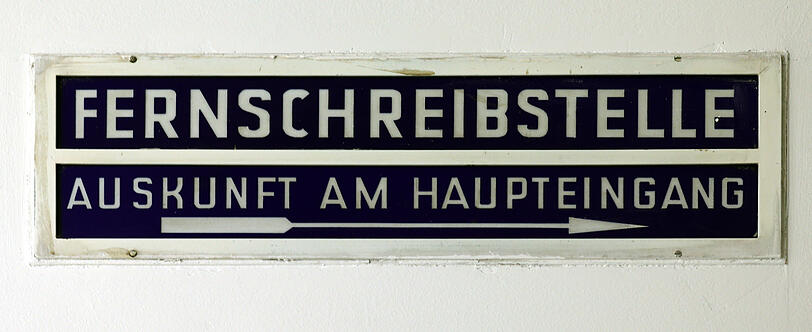 FERNSCHREIBSTELLE
AUSKUNFT AM HAUPTEINGANG